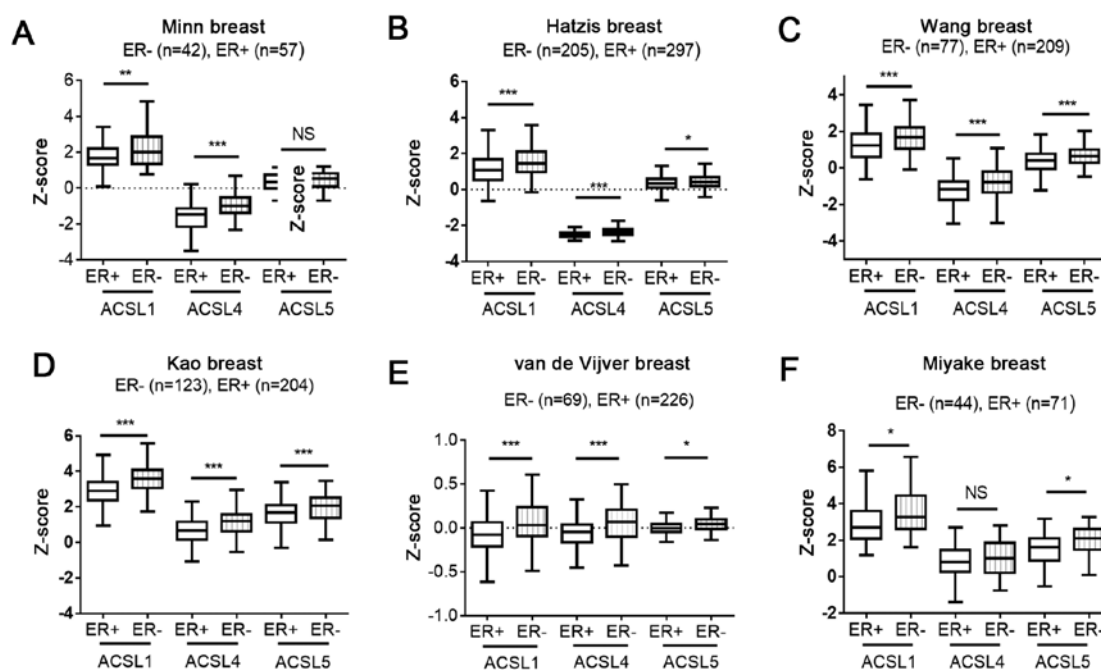 A
Minn breast
ER- (n=42), ER+ (n=57)
Z-score
6
4
2
0
-2
-4
**
***
NS
Z-score
ER+ ER- ER+ ER- ER+ ER-
ACSL1 ACSL4 ACSL5
B
Hatzis breast
ER- (n=205), ER+ (n=297)
Z-score
6
4
2
0
-2
-4
***
***
*
ER+ ER- ER+ ER- ER+ ER-
ACSL1 ACSL4 ACSL5
C
Wang breast
ER- (n=77), ER+ (n=209)
Z-score
4
2
0
-2
-4
***
***
***
ER+ ER- ER+ ER- ER+ ER-
ACSL1 ACSL4 ACSL5
D
Kao breast
ER- (n=123), ER+ (n=204)
Z-score
6
4
2
0
-2
-4
***
***
***
ER+ ER- ER+ ER- ER+ ER-
ACSL1 ACSL4 ACSL5
E
van de Vijver breast
ER- (n=69), ER+ (n=226)
Z-score
1.0
0.5
0.0
-0.5
-1.0
***
***
*
ER+ ER- ER+ ER- ER+ ER-
ACSL1 ACSL4 ACSL5
F
Miyake breast
ER- (n=44), ER+ (n=71)
Z-score
8
6
4
2
0
-2
*
NS
*
ER+ ER- ER+ ER- ER+ ER-
ACSL1 ACSL4 ACSL5